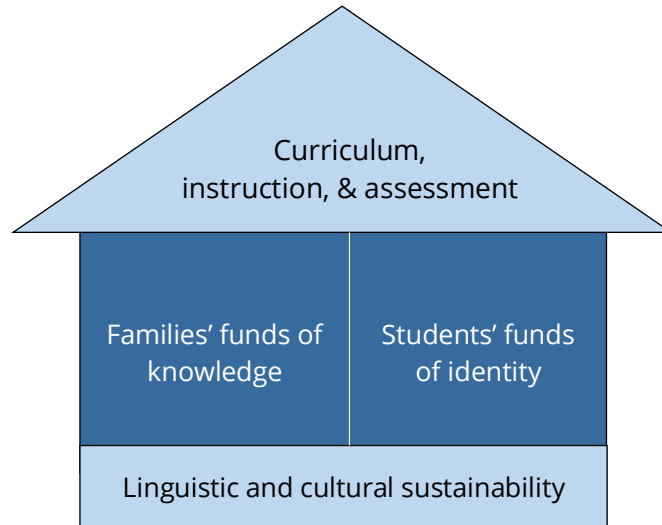 Curriculum,
instruction, & assessment
Families’ funds of
knowledge
Students’ funds
of identity
Linguistic and cultural sustainability